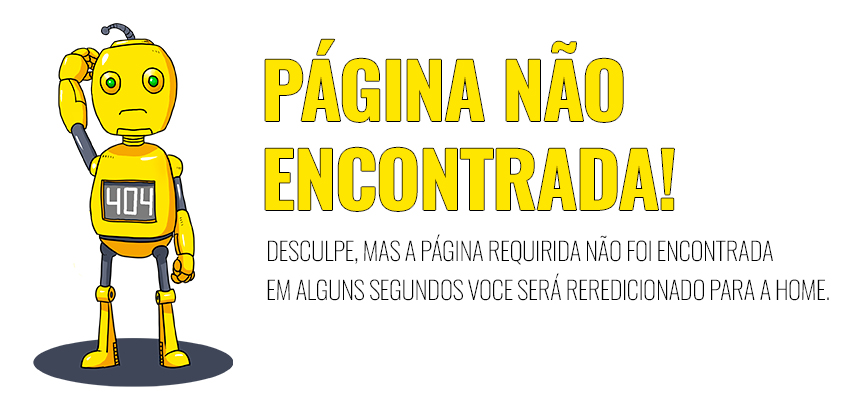 404
PÁGINA NÃO
ENCONTRADA!
DESCULPE, MAS A PÁGINA REQUIRIDA NÃO FOI ENCONTRADA
EM ALGUNS SEGUNDOS VOCE SERÁ REREDICIONADO PARA A HOME.